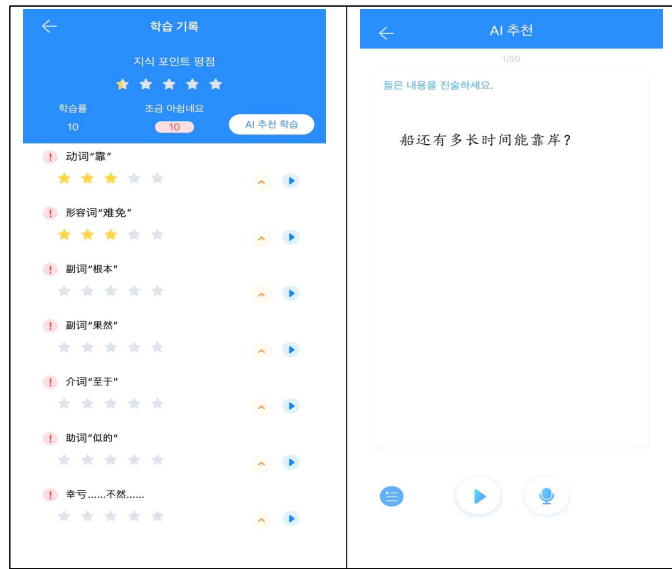 학습 기록
지식 포인트 평점
학습률 조금 아쉽네요
10 10 AI 추천 학습
动词“靠”
形容词“难免”
副词“根本”
副词“果然”
介词“至于”
助词“似的“
幸亏......不然......
AI 추천
1/50
들은 내용을 진술하세요.
船还有多长时间能靠岸?